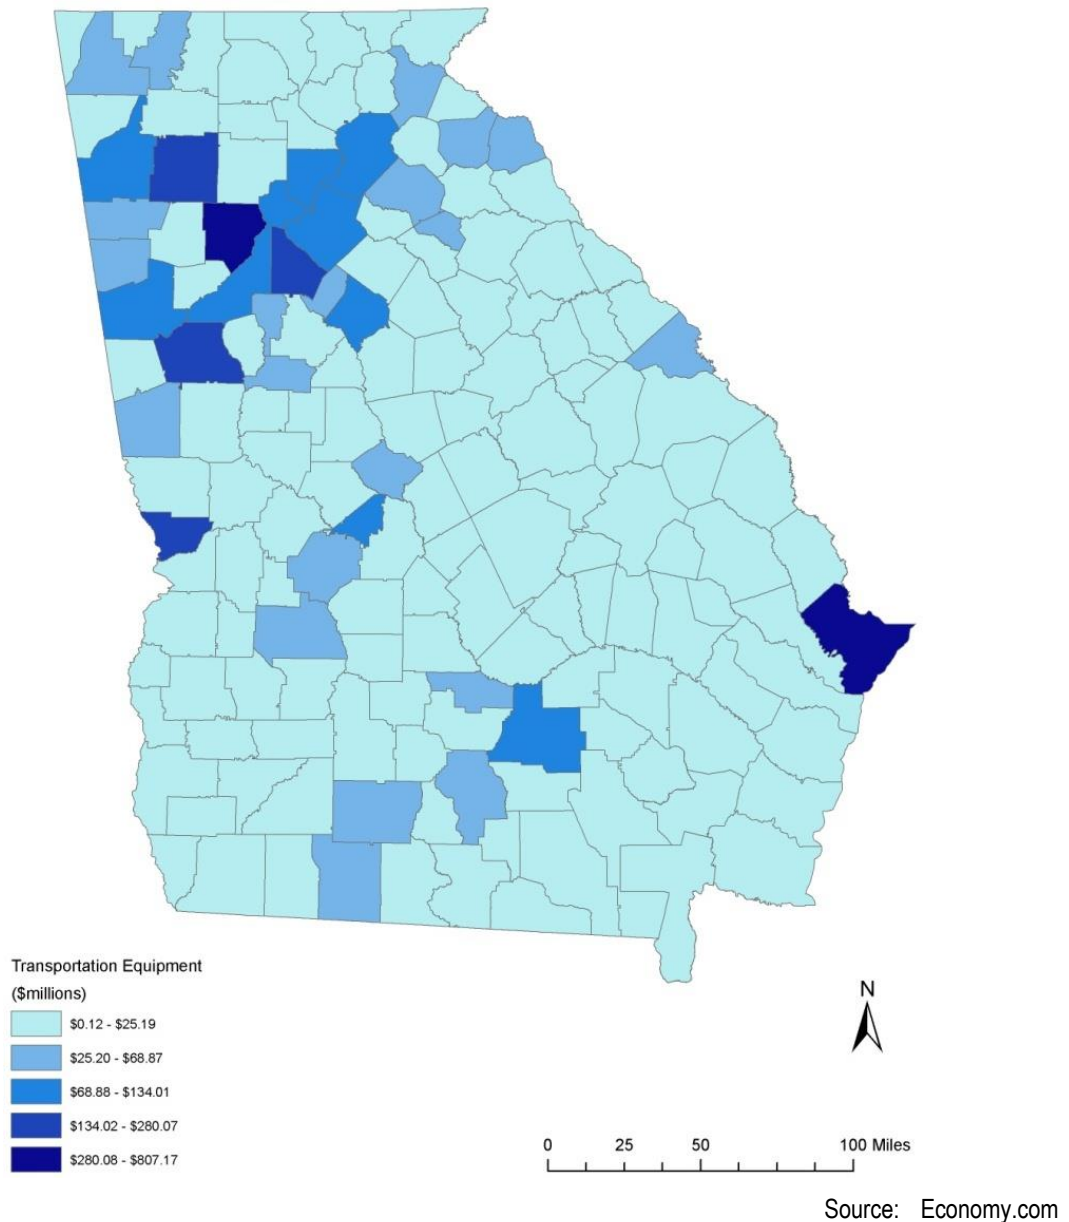 Transportation Equipment
($millions)
$0.12 - $25.19
$25.20 - $68.87
$68.88 - $134.01
$134.02 - $280.07
$280.08 - $807.17
N
0 25 50 100 Miles
Source: Economy.com